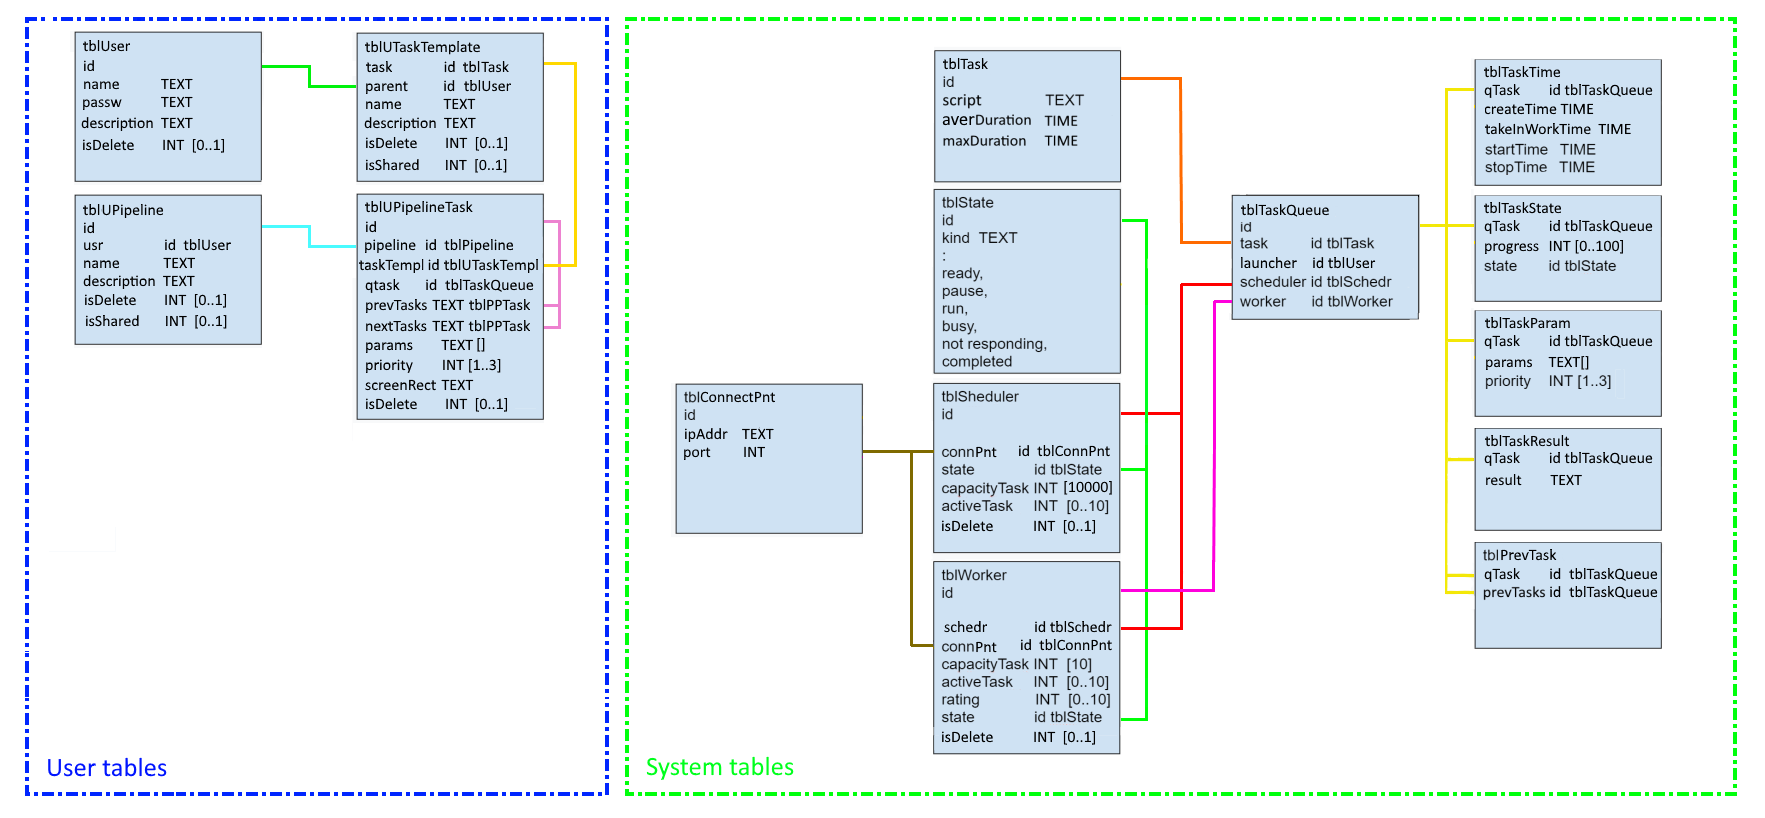 tblUser
id
name TEXT
passw TEXT
description TEXT
isDelete INT [0..1]
tblUTaskTemplate
task id tblTask
parent id tblUser
name TEXT
description TEXT
isDelete INT [0..1]
isShared INT [0..1]
tblUPipeline
id
usr id tblUser
name TEXT
description TEXT
isDelete INT [0..1]
isShared INT [0..1]
tblUPipelineTask
id
pipeline id tblPipeline
taskTempl id tblUTaskTempl
qtask id tblTaskQueue
prevTasks TEXT tblPPTask
nextTasks TEXT tblPPTask
params TEXT []
priority INT [1..3]
screenRect TEXT
isDelete INT [0..1]
User tables
tblTask
id
script TEXT
averDuration TIME
maxDuration TIME
tblState
id
kind TEXT
:
ready,
pause,
run,
busy,
not responding,
completed
tblConnectPnt
id
ipAddr TEXT
port INT
tblSheduler
id
connPnt id tblConnPnt
state id tblState
capacityTask INT [10000]
activeTask INT [0..10]
isDelete INT [0..1]
tblWorker
id
schedr id tblSchedr
connPnt id tblConnPnt
capacityTask INT [10]
activeTask INT [0..10]
rating INT [0..10]
state id tblState
isDelete INT [0..1]
tblTaskQueue
id
task id tblTask
launcher id tblUser
scheduler id tblSchedr
worker id tblWorker
tblTaskTime
qTask id tblTaskQueue
createTime TIME
takeInWorkTime TIME
startTime TIME
stopTime TIME
tblTaskState
qTask id tblTaskQueue
progress INT [0..100]
state id tblState
tblTaskParam
qTask id tblTaskQueue
params TEXT[]
priority INT [1..3]
tblTaskResult
qTask id tblTaskQueue
result TEXT
tblPrevTask
qTask id tblTaskQueue
prevTasks id tblTaskQueue
System tables